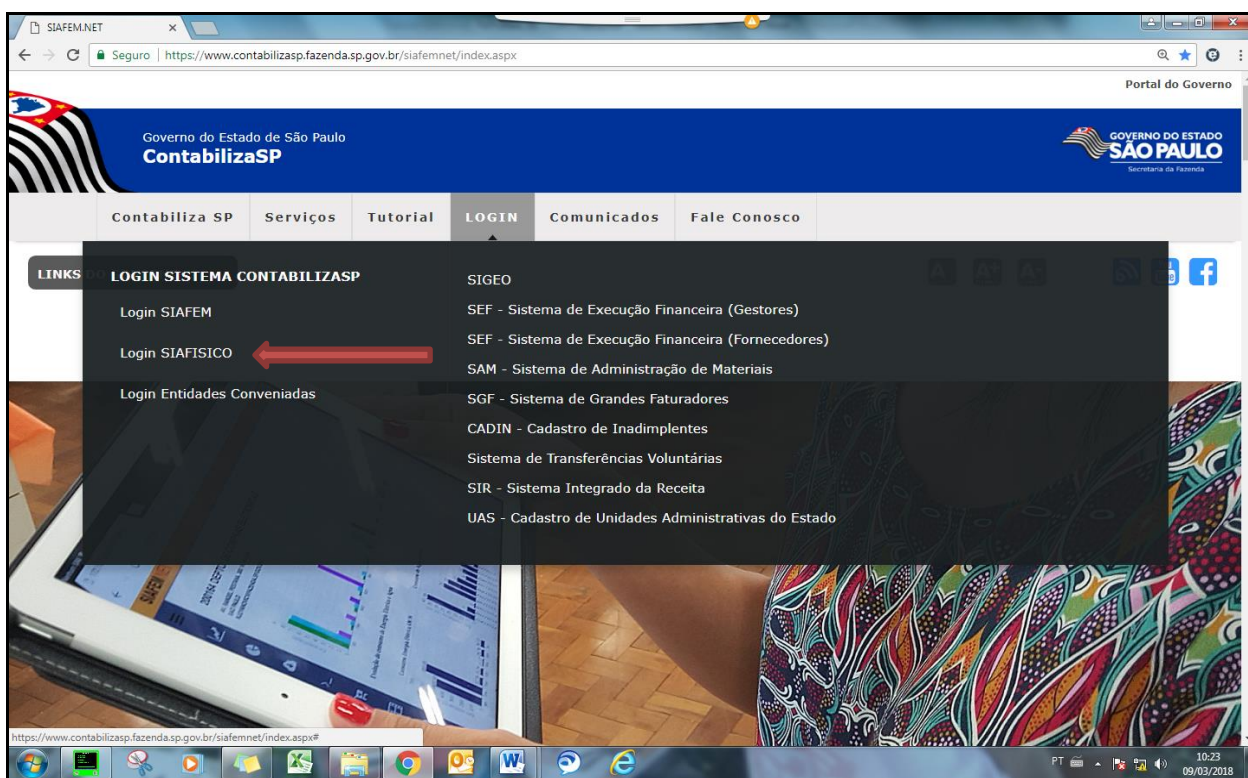 SIAFEM.NET
Seguro | https://www.contabilizasp.fazenda.sp.gov.br/siafemnet/index.aspx
Portal do Governo
Governo do Estado de São Paulo
ContabilizaSP
GOVERNO DO ESTADO
SÃO PAULO
Secretaria da Fazenda
Contabiliza SP Serviços Tutorial LOGIN Comunicados Fale Conosco
LINKS
LOGIN SISTEMA CONTABILIZASP
Login SIAFEM
Login SIAFISICO
Login Entidades Conveniadas
SIGEO
SEF - Sistema de Execução Financeira (Gestores)
SEF - Sistema de Execução Financeira (Fornecedores)
SAM - Sistema de Administração de Materiais
SGF - Sistema de Grandes Faturadores
CADIN - Cadastro de Inadimplentes
Sistema de Transferências Voluntárias
SIR - Sistema Integrado da Receita
UAS - Cadastro de Unidades Administrativas do Estado
https://www.contabilizasp.fazenda.sp.gov.br/siafemnet/index.aspx#
PT
10:23
09/03/2018